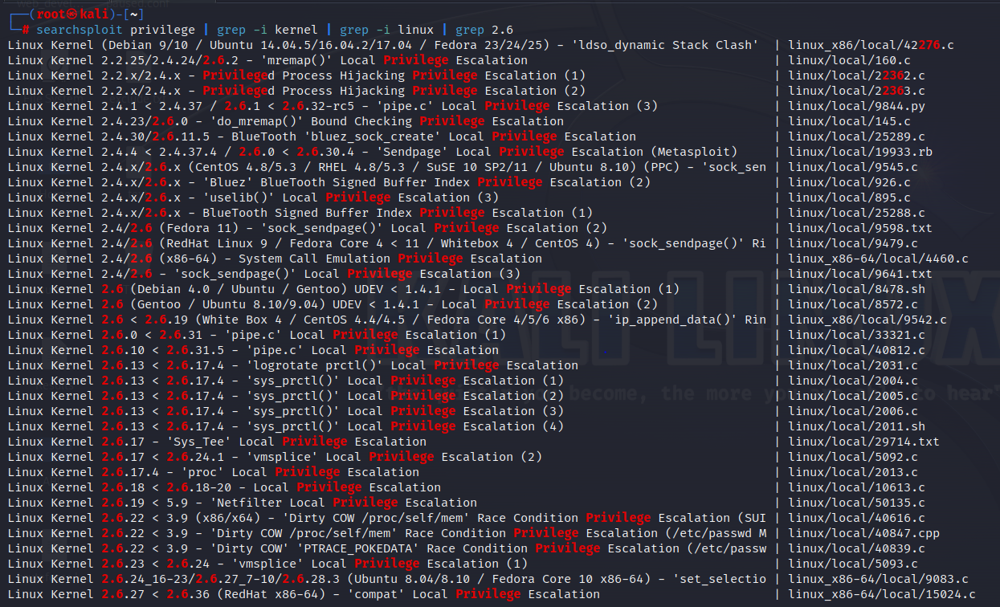 ┌──(root㉿kali)-[~]
└─# searchsploit privilege | grep -i kernel | grep -i linux | grep 2.6
Linux Kernel (Debian 9/10 / Ubuntu 14.04.5/16.04.2/17.04 / Fedora 23/24/25) - 'ldso_dynamic Stack Clash' | linux_x86/local/42276.c
Linux Kernel 2.2.25/2.4.24/2.6.2 - 'mremap()' Local Privilege Escalation | linux/local/160.c
Linux Kernel 2.2.x/2.4.x - Privileged Process Hijacking Privilege Escalation (1) | linux/local/22362.c
Linux Kernel 2.2.x/2.4.x - Privileged Process Hijacking Privilege Escalation (2) | linux/local/22363.c
Linux Kernel 2.4.1 < 2.4.37 / 2.6.1 < 2.6.32-rc5 - 'pipe.c' Local Privilege Escalation (3) | linux/local/9844.py
Linux Kernel 2.4.23/2.6.0 - 'do_mremap()' Bound Checking Privilege Escalation | linux/local/145.c
Linux Kernel 2.4.30/2.6.11.5 - BlueTooth 'bluez_sock_create' Local Privilege Escalation | linux/local/25289.c
Linux Kernel 2.4.4 < 2.4.37.4 / 2.6.0 < 2.6.30.4 - 'Sendpage' Local Privilege Escalation (Metasploit) | linux/local/19933.rb
Linux Kernel 2.4.x/2.6.x (CentOS 4.8/5.3 / RHEL 4.8/5.3 / SuSE 10 SP2/11 / Ubuntu 8.10) (PPC) - 'sock_sen | linux/local/9545.c
Linux Kernel 2.4.x/2.6.x - 'Bluez' BlueTooth Signed Buffer Index Privilege Escalation (2) | linux/local/926.c
Linux Kernel 2.4.x/2.6.x - 'uselib()' Local Privilege Escalation (3) | linux/local/895.c
Linux Kernel 2.4.x/2.6.x - BlueTooth Signed Buffer Index Privilege Escalation (1) | linux/local/25288.c
Linux Kernel 2.4/2.6 (Fedora 11) - 'sock_sendpage()' Local Privilege Escalation (2) | linux/local/9598.txt
Linux Kernel 2.4/2.6 (RedHat Linux 9 / Fedora Core 4 < 11 / Whitebox 4 / CentOS 4) - 'sock_sendpage()' Ri | linux/local/9479.c
Linux Kernel 2.4/2.6 (x86-64) - System Call Emulation Privilege Escalation | linux_x86-64/local/4460.c
Linux Kernel 2.4/2.6 - 'sock_sendpage()' Local Privilege Escalation (3) | linux/local/9641.txt
Linux Kernel 2.6 (Debian 4.0 / Ubuntu / Gentoo) UDEV < 1.4.1 - Local Privilege Escalation (1) | linux/local/8478.sh
Linux Kernel 2.6 (Gentoo / Ubuntu 8.10/9.04) UDEV < 1.4.1 - Local Privilege Escalation (2) | linux/local/8572.c
Linux Kernel 2.6 < 2.6.19 (White Box 4 / CentOS 4.4/4.5 / Fedora Core 4/5/6 x86) - 'ip_append_data()' Rin | linux_x86/local/9542.c
Linux Kernel 2.6.0 < 2.6.31 - 'pipe.c' Local Privilege Escalation (1) | linux/local/33321.c
Linux Kernel 2.6.10 < 2.6.31.5 - 'pipe.c' Local Privilege Escalation | linux/local/40812.c
Linux Kernel 2.6.13 < 2.6.17.4 - 'logrotate prctl()' Local Privilege Escalation | linux/local/2031.c
Linux Kernel 2.6.13 < 2.6.17.4 - 'sys_prctl()' Local Privilege Escalation (1) | linux/local/2004.c
Linux Kernel 2.6.13 < 2.6.17.4 - 'sys_prctl()' Local Privilege Escalation (2) | linux/local/2005.c
Linux Kernel 2.6.13 < 2.6.17.4 - 'sys_prctl()' Local Privilege Escalation (3) | linux/local/2006.c
Linux Kernel 2.6.13 < 2.6.17.4 - 'sys_prctl()' Local Privilege Escalation (4) | linux/local/2011.sh
Linux Kernel 2.6.17 - 'Sys_Tee' Local Privilege Escalation | linux/local/29714.txt
Linux Kernel 2.6.17 < 2.6.24.1 - 'vmsplice' Local Privilege Escalation (2) | linux/local/5092.c
Linux Kernel 2.6.17.4 - 'proc' Local Privilege Escalation | linux/local/2013.c
Linux Kernel 2.6.18 < 2.6.18-20 - Local Privilege Escalation | linux/local/10613.c
Linux Kernel 2.6.19 < 5.9 - 'Netfilter Local Privilege Escalation | linux/local/50135.c
Linux Kernel 2.6.22 < 3.9 (x86/x64) - 'Dirty COW /proc/self/mem' Race Condition Privilege Escalation (SUI | linux/local/40616.c
Linux Kernel 2.6.22 < 3.9 - 'Dirty COW /proc/self/mem' Race Condition Privilege Escalation (/etc/passwd M | linux/local/40847.cpp
Linux Kernel 2.6.22 < 3.9 - 'Dirty COW' 'PTRACE_POKEDATA' Race Condition Privilege Escalation (/etc/passw | linux/local/40839.c
Linux Kernel 2.6.23 < 2.6.24 - 'vmsplice' Local Privilege Escalation (1) | linux/local/5093.c
Linux Kernel 2.6.24_16-23/2.6.27_7-10/2.6.28.3 (Ubuntu 8.04/8.10 / Fedora Core 10 x86-64) - 'set_selectio | linux_x86-64/local/9083.c
Linux Kernel 2.6.27 < 2.6.36 (RedHat x86-64) - 'compat' Local Privilege Escalation | linux_x86-64/local/15024.c